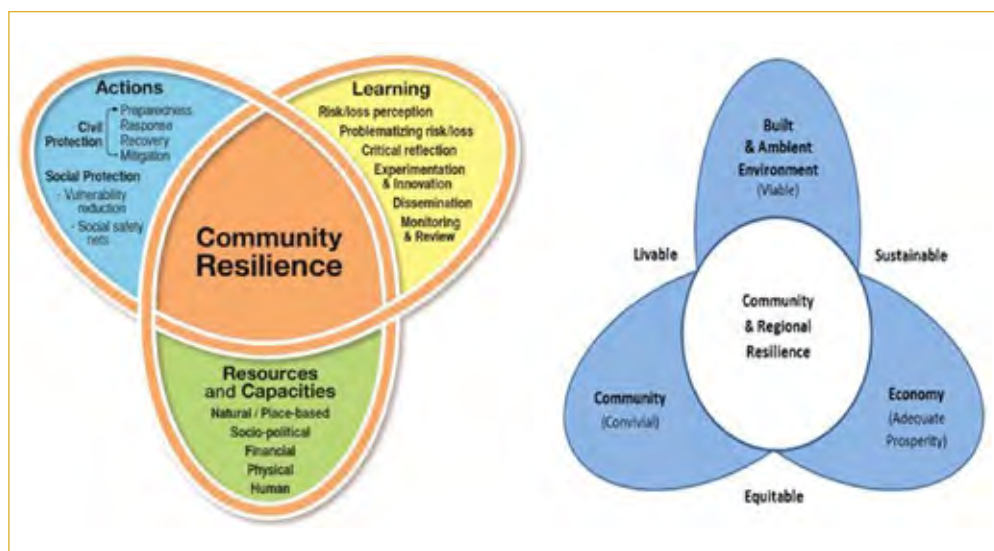 Actions
Civil
Protection
Preparedness
Response
Recovery
Mitigation
Social Protection
- Vulnerability
reduction
- Social safety
nets
Learning
Risk/loss perception
Problematizing risk/loss
Critical reflection
Experimentation
& Innovation
Dissemination
Monitoring
& Review
Community
Resilience
Resources
and Capacities
Natural / Place-based
Socio-political
Financial
Physical
Human
Built
& Ambient
Environment
(Viable)
Livable
Sustainable
Community
& Regional
Resilience
Community
(Convivial)
Economy
(Adequate
Prosperity)
Equitable